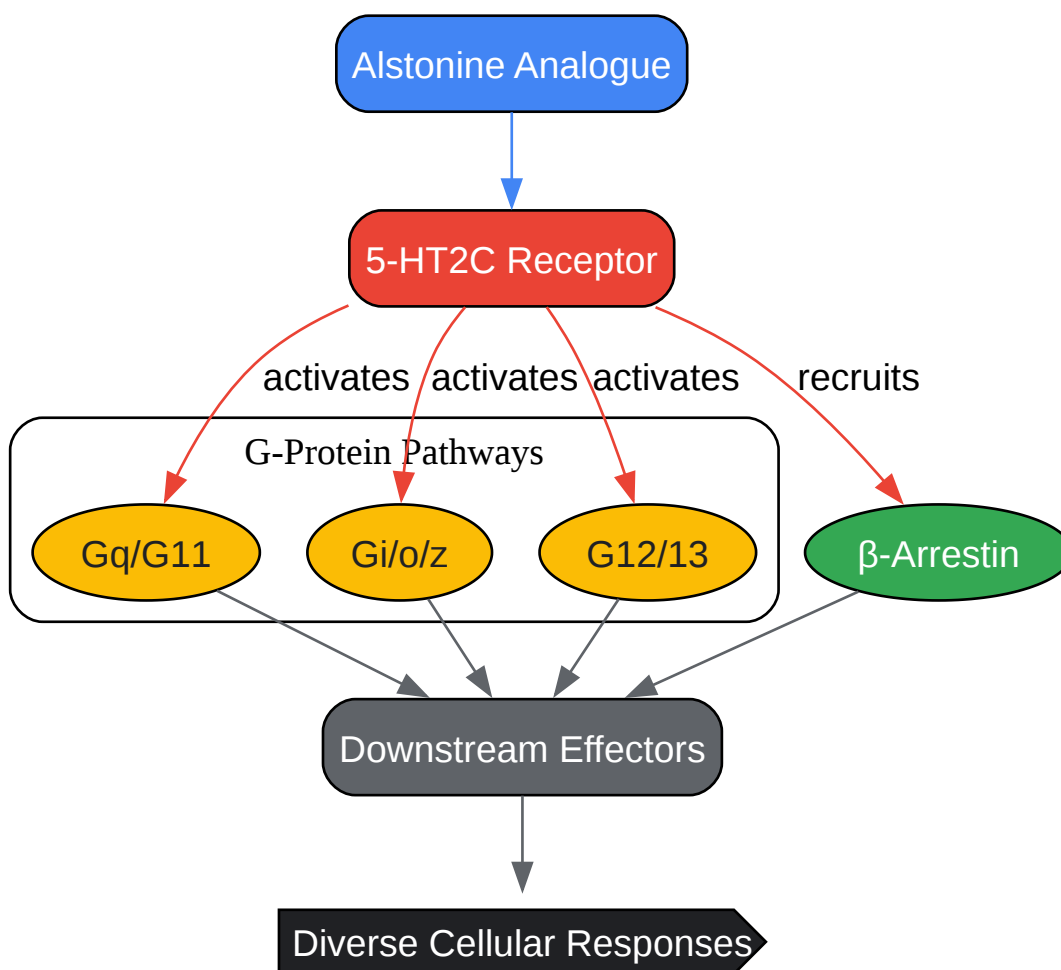 Alstonine Analogue
5-HT2C Receptor
activates
activates
activates
recruits
G-Protein Pathways
Gq/G11
Gi/o/z
G12/13
β-Arrestin
Downstream Effectors
Diverse Cellular Responses